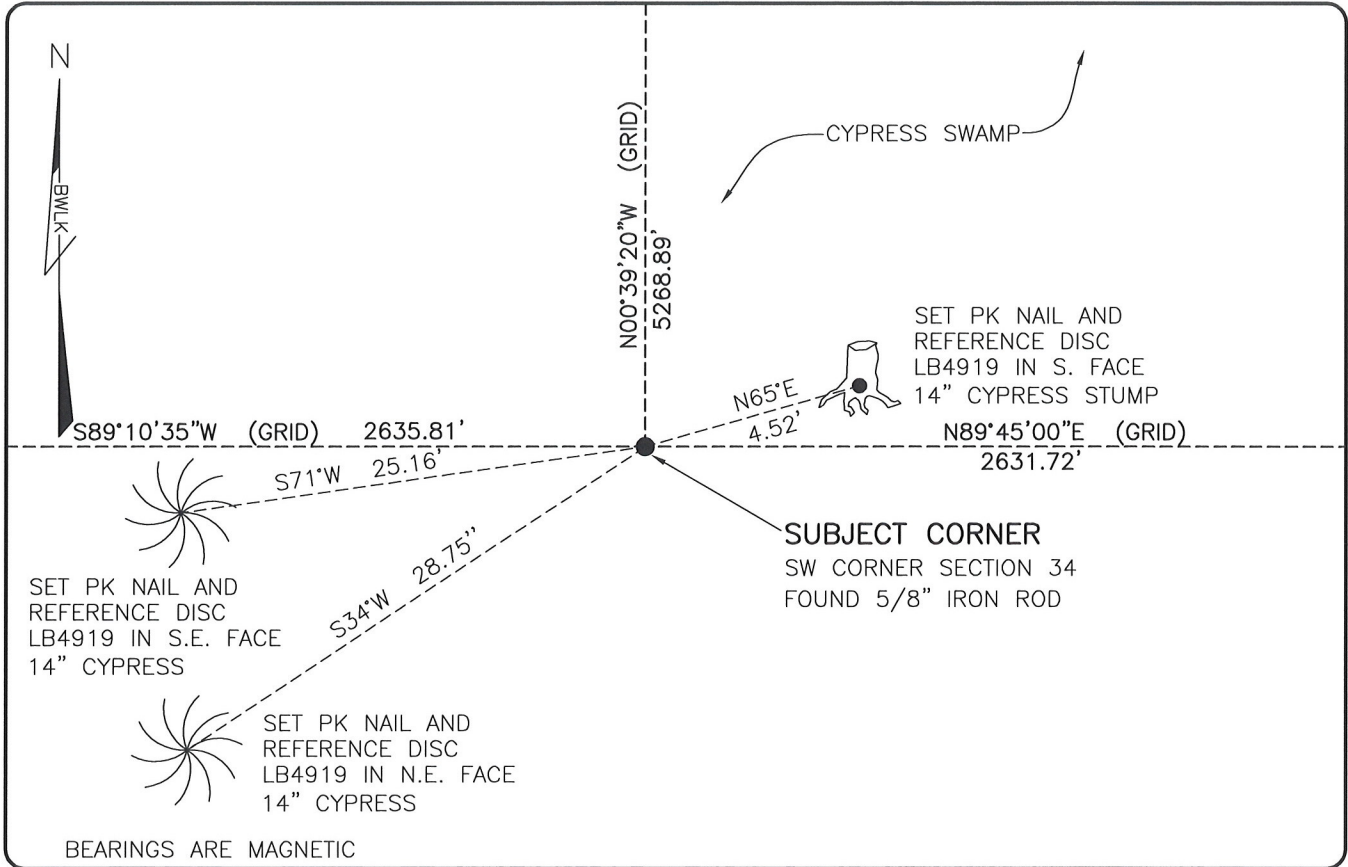 N
BWLK
N00°39'20"W (GRID)
5268.89'
CYPRESS SWAMP
SET PK NAIL AND
REFERENCE DISC
LB4919 IN S. FACE
14" CYPRESS STUMP
N65°E
4.52'
S89°10'35"W (GRID) 2635.81'
N89°45'00"E (GRID)
2631.72'
S71°W 25.16'
S34°W 28.75"
SUBJECT CORNER
SW CORNER SECTION 34
FOUND 5/8" IRON ROD
SET PK NAIL AND
REFERENCE DISC
LB4919 IN S.E. FACE
14" CYPRESS
SET PK NAIL AND
REFERENCE DISC
LB4919 IN N.E. FACE
14" CYPRESS
BEARINGS ARE MAGNETIC